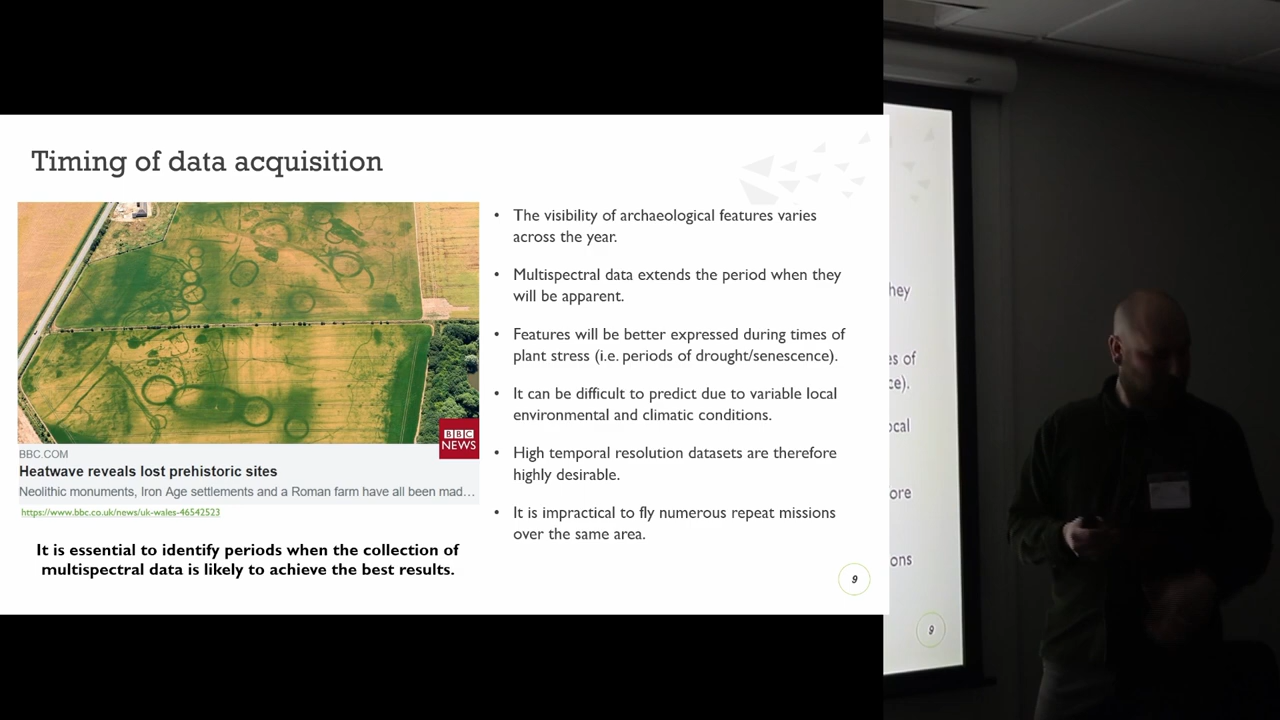 Timing of data acquisition
BBC
NEWS
BBC.COM
Heatwave reveals lost prehistoric sites
Neolithic monuments, Iron Age settlements and a Roman farm have all been mad…
https://www.bbc.co.uk/news/uk-wales-46542523
It is essential to identify periods when the collection of
multispectral data is likely to achieve the best results.
• The visibility of archaeological features varies
across the year.
• Multispectral data extends the period when they
will be apparent.
• Features will be better expressed during times of
plant stress (i.e. periods of drought/senescence).
• It can be difficult to predict due to variable local
environmental and climatic conditions.
• High temporal resolution datasets are therefore
highly desirable.
• It is impractical to fly numerous repeat missions
over the same area.
9
hey
es of
ce).
ocal
ore
ons
9